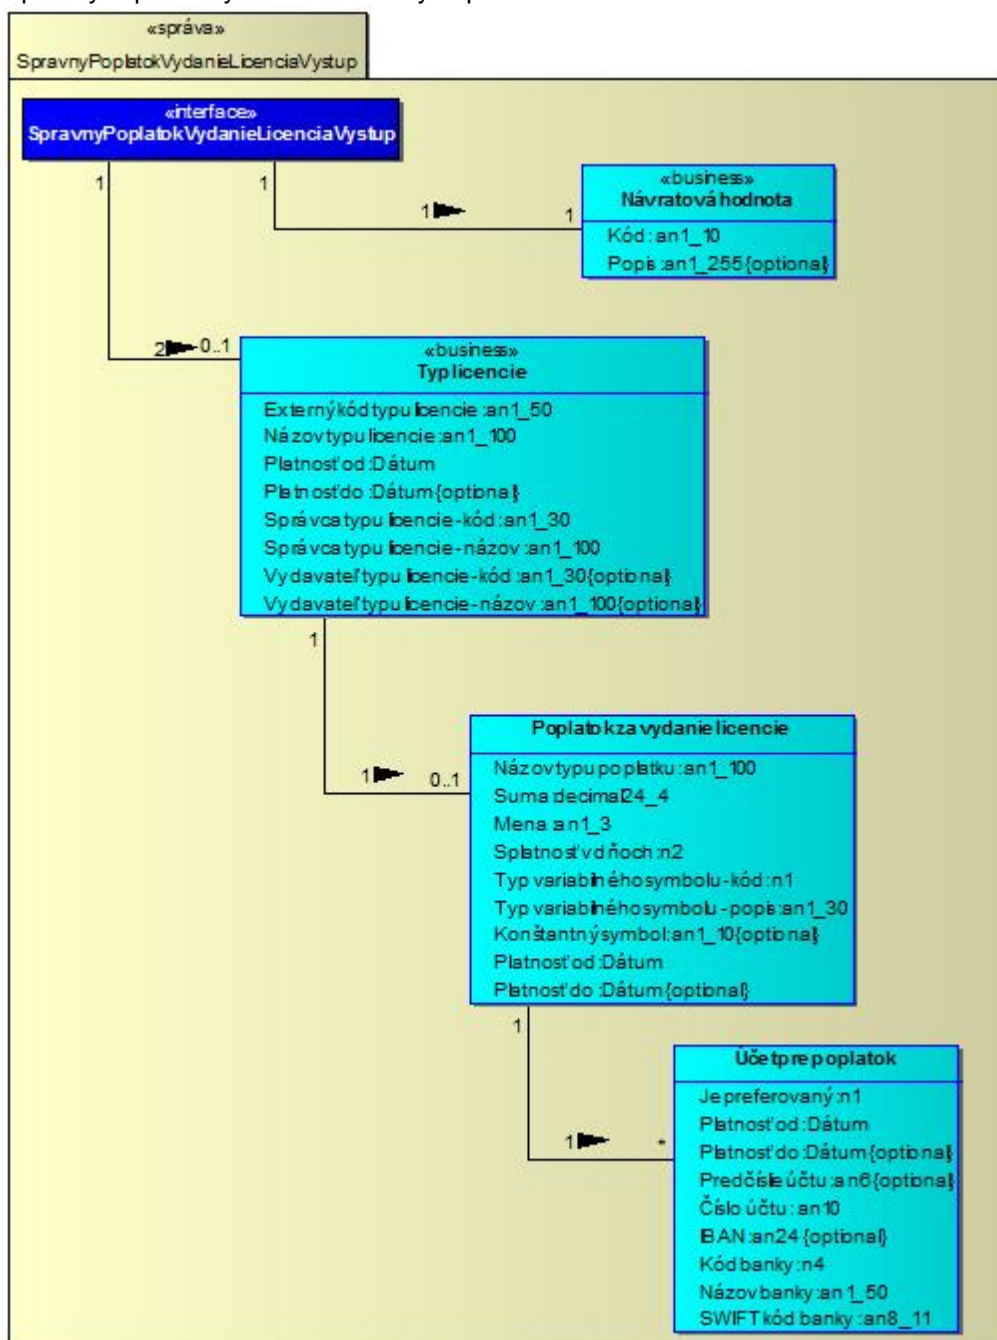 «správa»
SpravnyPoplatokVydanieLicenciaVystup
«interface»
SpravnyPoplatokVydanieLicenciaVystup
1
1
«business»
Návratová hodnota
1
1
Kód : an1_10
Popis : an1_255 {optional}
2
0..1
«business»
Typ licencie
Externý kód typu licencie : an1_50
Názov typu licencie : an1_100
Platnosť od : Dátum
Platnosť do : Dátum {optional}
Správca typu licencie - kód : an1_30
Správca typu licencie - názov : an1_100
Vydavateľ typu licencie - kód : an1_30 {optional}
Vydavateľ typu licencie - názov : an1_100 {optional}
1
Poplatok za vydanie licencie
1
0..1
Názov typu poplatku : an1_100
Suma : decimal24_4
Mena : an1_3
Splatnosť v dňoch : n2
Typ variabilného symbolu - kód : n1
Typ variabilného symbolu - popis : an1_30
Konštantný symbol : an1_10 {optional}
Platnosť od : Dátum
Platnosť do : Dátum {optional}
1
Účet pre poplatok
1
*
Je preferovaný : n1
Platnosť od : Dátum
Platnosť do : Dátum {optional}
Predčíslie účtu : an6 {optional}
Číslo účtu : an10
IBAN : an24 {optional}
Kód banky : n4
Názov banky : an1_50
SWIFT kód banky : an8_11